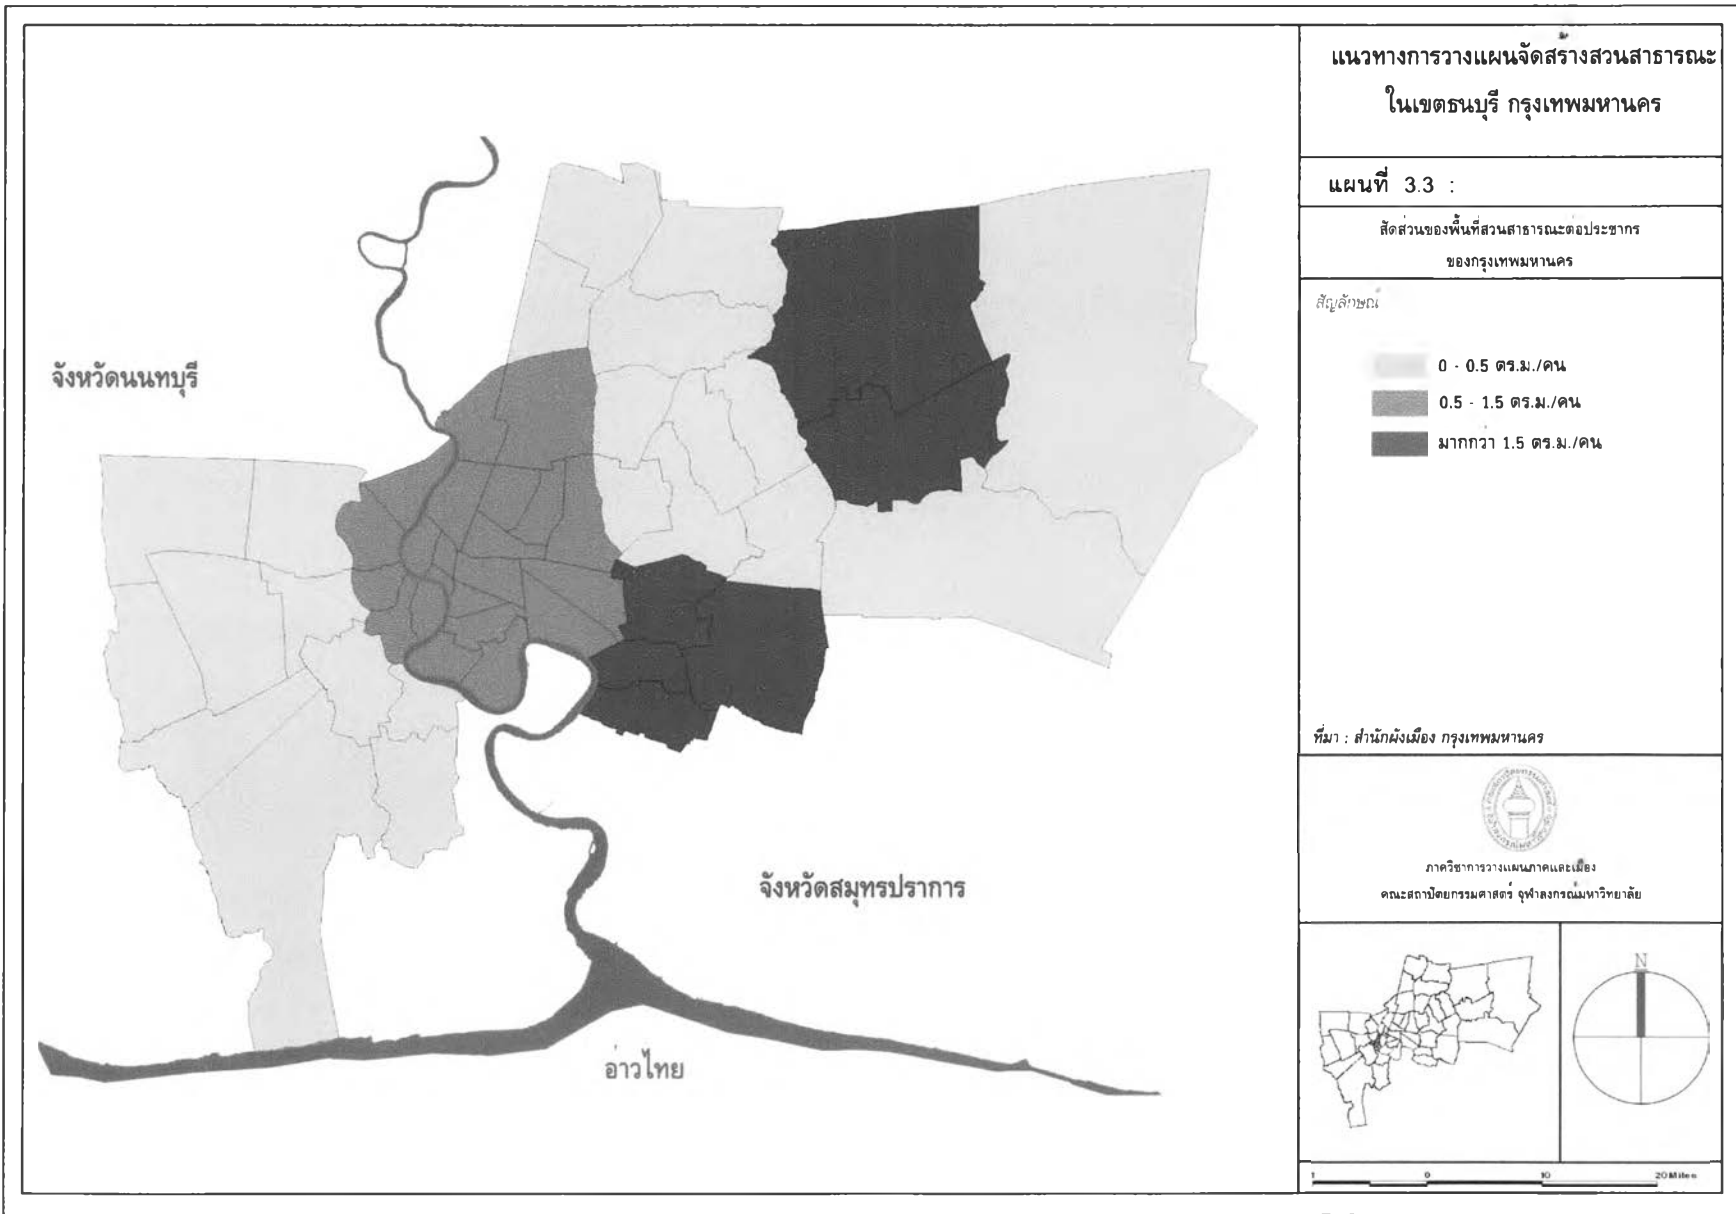 แนวทางการวางแผนจัดสร้างสวนสาธารณะ
ในเขตธนบุรี กรุงเทพมหานคร
แผนที่ 3.3 :
สัดส่วนของพื้นที่สวนสาธารณะต่อประชากร
ของกรุงเทพมหานคร
สัญลักษณ์
0 - 0.5 ตร.ม./คน
0.5 - 1.5 ตร.ม./คน
มากกว่า 1.5 ตร.ม./คน
จังหวัดนนทบุรี
จังหวัดสมุทรปราการ
อ่าวไทย
ที่มา : สำนักผังเมือง กรุงเทพมหานคร
ภาควิชาการวางแผนภาคและเมือง
คณะสถาปัตยกรรมศาสตร์ จุฬาลงกรณ์มหาวิทยาลัย
N
1 0 10 20 Miles